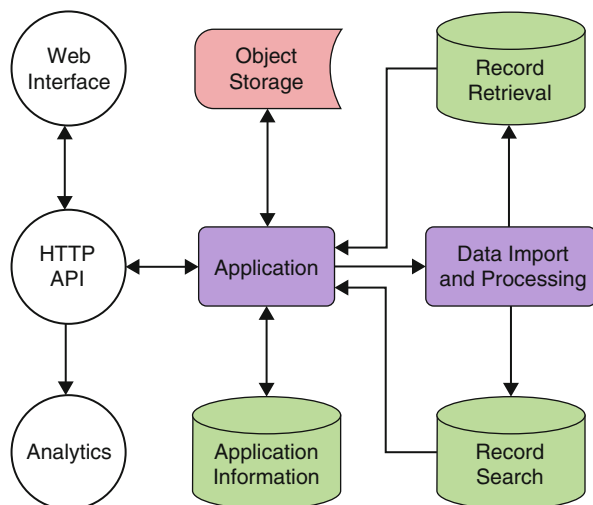 Web
Interface
Object
Storage
Record
Retrieval
HTTP
API
Application
Data Import
and Processing
Analytics
Application
Information
Record
Search